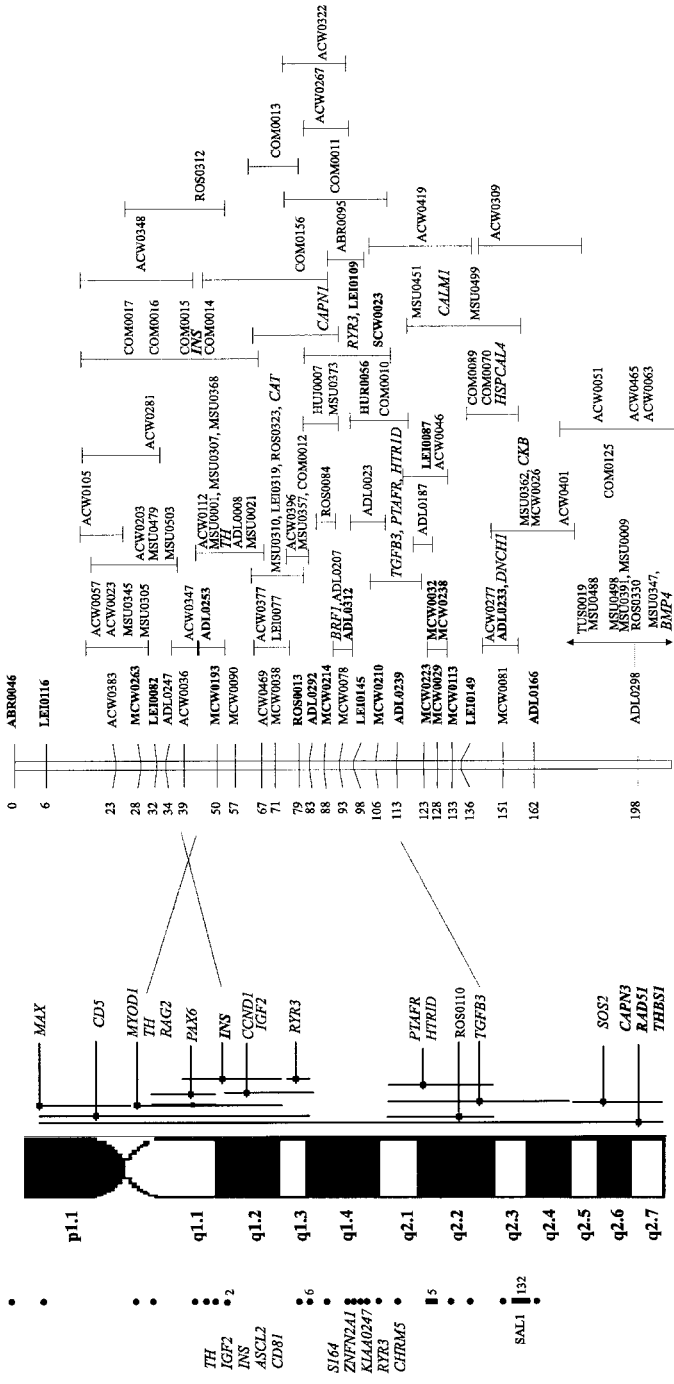 TH
IGF2
INS
ASCL2
CD81
2
6
S164
ZNFN2A1
KIAA0247
RYR3
CHRM5
5
SAL1
132
p1.1
q1.1
q1.2
q1.3
q1.4
q2.1
q2.2
q2.3
q2.4
q2.5
q2.6
q2.7
MAX
CD5
MYOD1
TH
RAG2
PAX6
INS
CCND1
IGF2
RYR3
PTAFR
HTR1D
ROS0110
TGFB3
SOS2
CAPN3
RAD51
THBS1
0 ABR0046
6 LEI0116
23 ACW0383
28 MCW0263
32 LEI0082
34 ADL0247
39 ACW0036
50 MCW0193
57 MCW0090
67 ACW0469
71 MCW0038
79 ROS0013
83 ADL0292
88 MCW0214
93 MCW0078
98 LEI0145
106 MCW0210
113 ADL0239
123 MCW0223
128 MCW0029
133 MCW0113
136 LEI0149
151 MCW0081
162 ADL0166
198 ADL0298
ACW0057
ACW0023
MSU0345
MSU0305
ACW0347
ADL0253
ACW0377
LEI0077
BRF1, ADL0207
ADL0312
MCW0032
MCW0238
ACW0277
ADL0233, DNCH1
TUS0019
MSU0488
MSU0498
MSU0391, MSU0009
ROS0330
MSU0347,
BMP4
ACW0105
ACW0203
MSU0479
MSU0503
ACW0112
MSU0001, MSU0307, MSU0368
TH
ADL0008
MSU0021
MSU0310, LEI0319, ROS0323, CAT
ACW0396
MSU0357, COM0012
ROS0084
ADL0023
TGFB3, PTAFR, HTR1D
ADL0187
MSU0362, CKB
MCW0026
ACW0401
ACW0281
HUJ0007
MSU0373
HUR0056
COM0010
LEI0087
ACW0046
COM0089
COM0070
HSPCAL4
COM0125
ACW0051
ACW0465
ACW0063
COM0017
COM0016
COM0015
INS
COM0014
CAPN1
RYR3, LEI0109
SCW0023
MSU0451
CALM1
MSU0499
ACW0348
COM0156
ABR0095
ACW0419
ACW0309
ROS0312
COM0011
COM0013
ACW0267
ACW0322